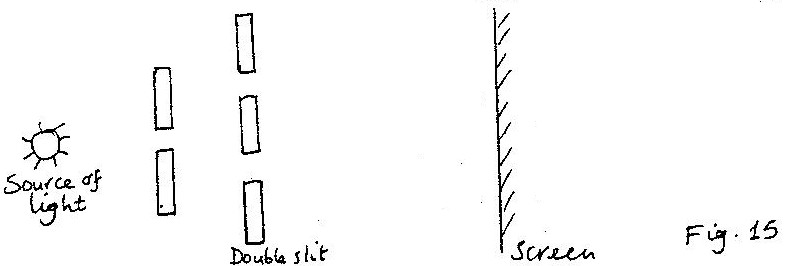 Source of
light
Double slit
Screen
Fig. 15